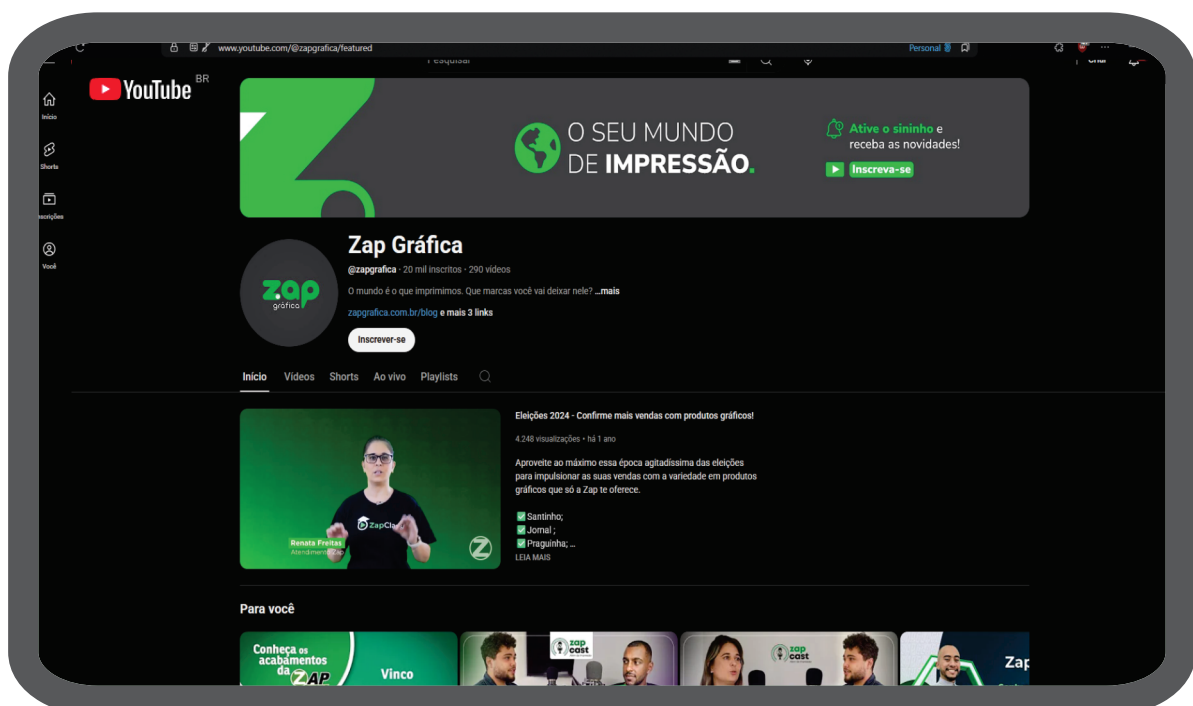 www.youtube.com/@zapgrafica/featured
Personal
Pesquisar
Criar
YouTube BR
Início
Shorts
Inscrições
Você
O SEU MUNDO
DE IMPRESSÃO.
Ative o sininho e
receba as novidades!
Inscreva-se
zap
gráfica
Zap Gráfica
@zapgrafica · 20 mil inscritos · 290 vídeos
O mundo é o que imprimimos. Que marcas você vai deixar nele? ...mais
zapgrafica.com.br/blog e mais 3 links
Inscrever-se
Início Vídeos Shorts Ao vivo Playlists
ZapClass
Renata Freitas
Atendimento Zap
Eleições 2024 - Confirme mais vendas com produtos gráficos!
4.248 visualizações • há 1 ano
Aproveite ao máximo essa época agitadíssima das eleições
para impulsionar as suas vendas com a variedade em produtos
gráficos que só a Zap te oferece.
✅ Santinho;
✅ Jornal ;
✅ Praguinha; ...
LEIA MAIS
Para você
Conheça os
acabamentos
da ZAP
Vinco
zap
cast
zap
cast
Zap